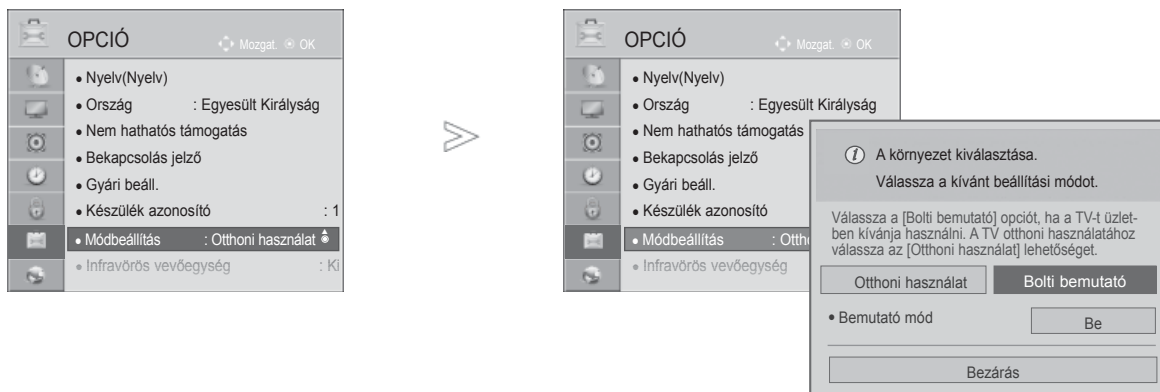 OPCIÓ
Mozgat. OK
• Nyelv(Nyelv)
• Ország : Egyesült Királyság
• Nem hathatós támogatás
• Bekapcsolás jelző
• Gyári beáll.
• Készülék azonosító : 1
• Módbeállítás : Otthoni használat
• Infravörös vevőegység : Ki
OPCIÓ
Mozgat. OK
• Nyelv(Nyelv)
• Ország : Egyesült Királyság
• Nem hathatós támogatás
• Bekapcsolás jelző
• Gyári beáll.
• Készülék azonosító
• Módbeállítás : Otth
• Infravörös vevőegység
A környezet kiválasztása.
Válassza a kívánt beállítási módot.
Válassza a [Bolti bemutató] opciót, ha a TV-t üzlet-
ben kívánja használni. A TV otthoni használatához
válassza az [Otthoni használat] lehetőséget.
Otthoni használat Bolti bemutató
• Bemutató mód Be
Bezárás